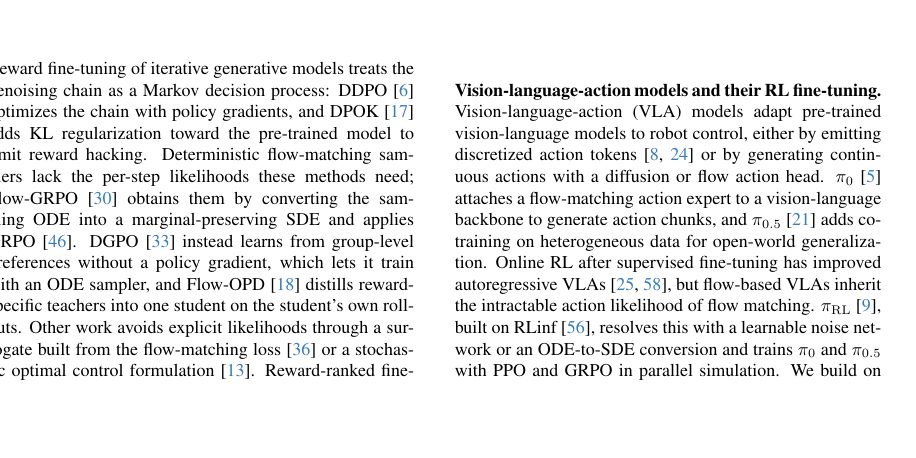 eward fine-tuning of iterative generative models treats the
enoising chain as a Markov decision process: DDPO [6]
ptimizes the chain with policy gradients, and DPOK [17]
dds KL regularization toward the pre-trained model to
mit reward hacking. Deterministic flow-matching sam-
lers lack the per-step likelihoods these methods need;
low-GRPO [30] obtains them by converting the sam-
ling ODE into a marginal-preserving SDE and applies
RPO [46]. DGPO [33] instead learns from group-level
references without a policy gradient, which lets it train
ith an ODE sampler, and Flow-OPD [18] distills reward-
pecific teachers into one student on the student's own roll-
uts. Other work avoids explicit likelihoods through a sur-
ogate built from the flow-matching loss [36] or a stochas-
c optimal control formulation [13]. Reward-ranked fine-
Vision-language-action models and their RL fine-tuning.
Vision-language-action (VLA) models adapt pre-trained
vision-language models to robot control, either by emitting
discretized action tokens [8, 24] or by generating contin-
uous actions with a diffusion or flow action head. π0 [5]
attaches a flow-matching action expert to a vision-language
backbone to generate action chunks, and π0.5 [21] adds co-
training on heterogeneous data for open-world generaliza-
tion. Online RL after supervised fine-tuning has improved
autoregressive VLAs [25, 58], but flow-based VLAs inherit
the intractable action likelihood of flow matching. πRL [9],
built on RLinf [56], resolves this with a learnable noise net-
work or an ODE-to-SDE conversion and trains π0 and π0.5
with PPO and GRPO in parallel simulation. We build on